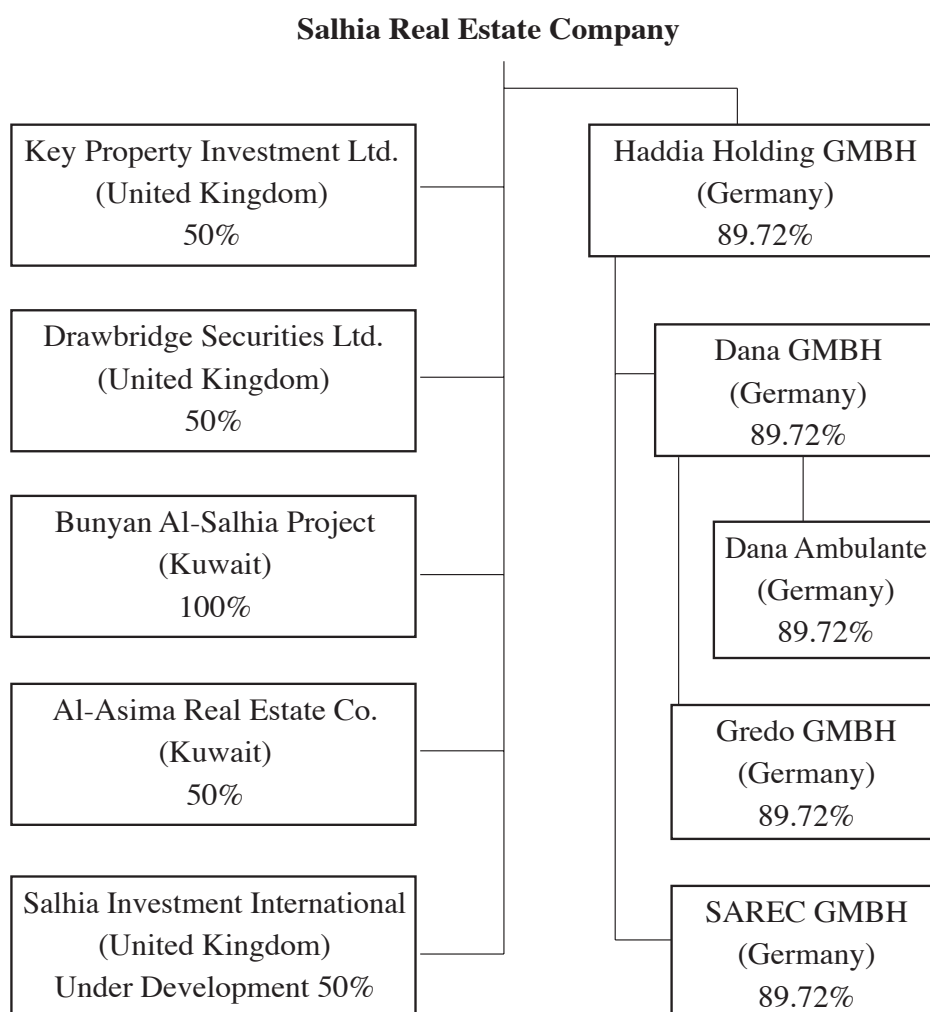 Salhia Real Estate Company
Key Property Investment Ltd.
(United Kingdom)
50%
Drawbridge Securities Ltd.
(United Kingdom)
50%
Bunyan Al-Salhia Project
(Kuwait)
100%
Al-Asima Real Estate Co.
(Kuwait)
50%
Salhia Investment International
(United Kingdom)
Under Development 50%
Haddia Holding GMBH
(Germany)
89.72%
Dana GMBH
(Germany)
89.72%
Dana Ambulante
(Germany)
89.72%
Gredo GMBH
(Germany)
89.72%
SAREC GMBH
(Germany)
89.72%